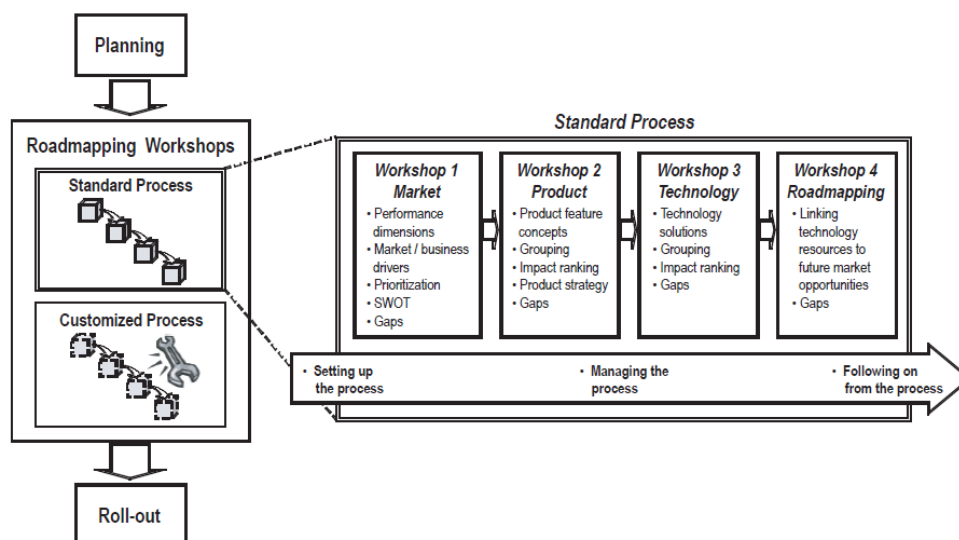 Planning
Roadmapping Workshops
Standard Process
Customized Process
Roll-out
Standard Process
Workshop 1
Market
• Performance
dimensions
• Market / business
drivers
• Prioritization
• SWOT
• Gaps
Workshop 2
Product
• Product feature
concepts
• Grouping
• Impact ranking
• Product strategy
• Gaps
Workshop 3
Technology
• Technology
solutions
• Grouping
• Impact ranking
• Gaps
Workshop 4
Roadmapping
• Linking
technology
resources to
future market
opportunities
• Gaps
• Setting up
the process
• Managing the
process
• Following on
from the process